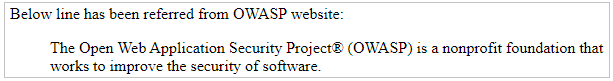 Below line has been referred from OWASP website:
The Open Web Application Security Project® (OWASP) is a nonprofit foundation that
works to improve the security of software.